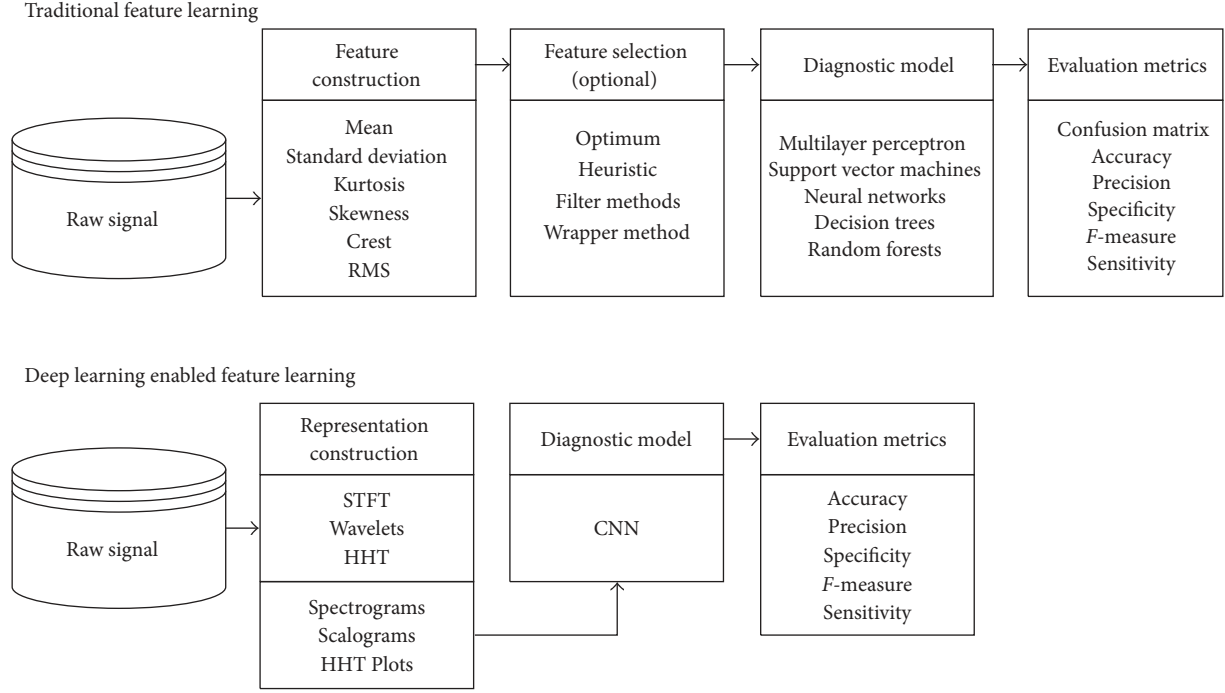 Traditional feature learning
Raw signal
Feature
construction
Mean
Standard deviation
Kurtosis
Skewness
Crest
RMS
Feature selection
(optional)
Optimum
Heuristic
Filter methods
Wrapper method
Diagnostic model
Multilayer perceptron
Support vector machines
Neural networks
Decision trees
Random forests
Evaluation metrics
Confusion matrix
Accuracy
Precision
Specificity
F-measure
Sensitivity
Deep learning enabled feature learning
Raw signal
Representation
construction
STFT
Wavelets
HHT
Spectrograms
Scalograms
HHT Plots
Diagnostic model
CNN
Evaluation metrics
Accuracy
Precision
Specificity
F-measure
Sensitivity